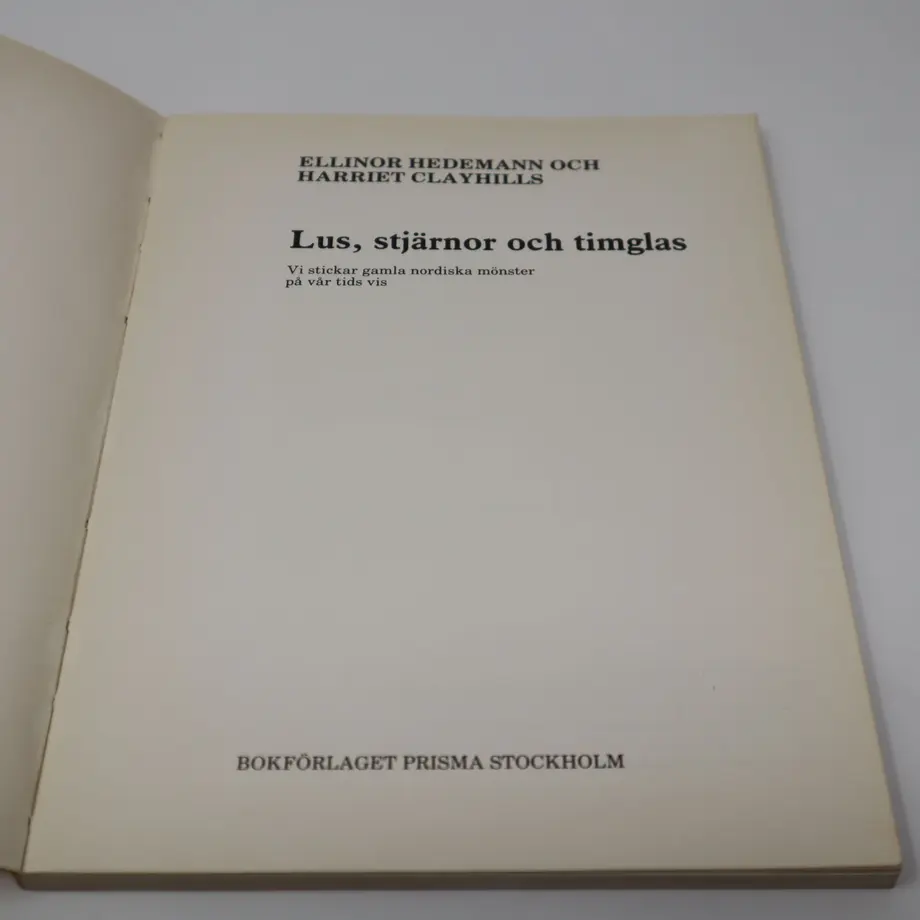 ELLINOR HEDEMANN OCH
HARRIET CLAYHILLS
Lus, stjärnor och timglas
Vi stickar gamla nordiska mönster
på vår tids vis
BOKFÖRLAGET PRISMA STOCKHOLM